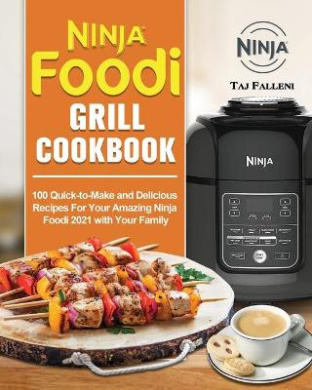 NINJA
Foodi
GRILL
COOKBOOK
100 Quick-to-Make and Delicious
Recipes For Your Amazing Ninja
Foodi 2021 with Your Family
NINJA
TAJ FALLENI
NINJA